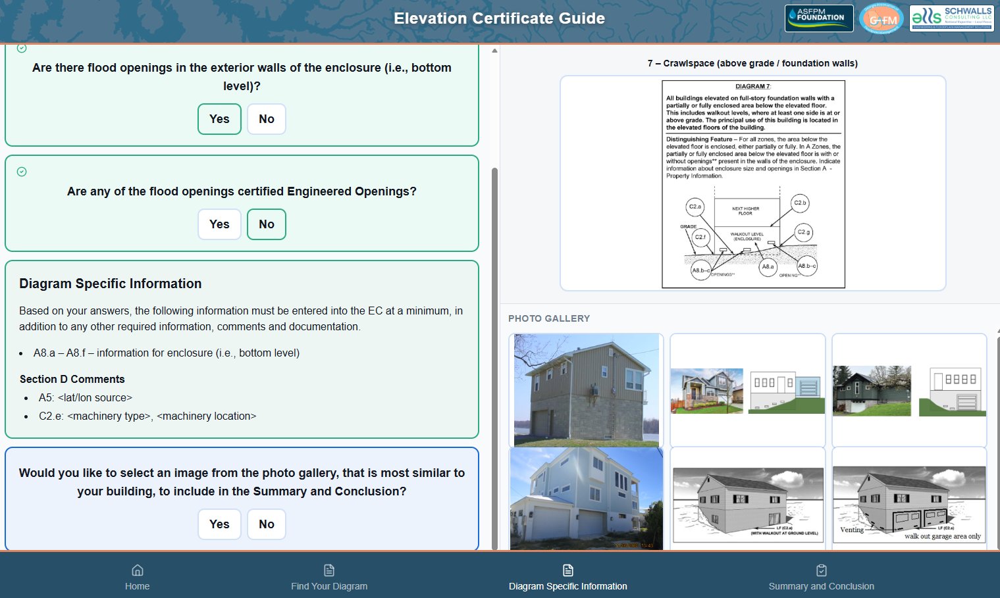 Elevation Certificate Guide
ASFPM
FOUNDATION
GAFM
alls
SCHWALLS
CONSULTING LLC
Are there flood openings in the exterior walls of the enclosure (i.e., bottom
level)?
Yes
No
Are any of the flood openings certified Engineered Openings?
Yes
No
Diagram Specific Information
Based on your answers, the following information must be entered into the EC at a minimum, in
addition to any other required information, comments and documentation.
• A8.a – A8.f – information for enclosure (i.e., bottom level)
Section D Comments
• A5: <lat/lon source>
• C2.e: <machinery type>, <machinery location>
Would you like to select an image from the photo gallery, that is most similar to
your building, to include in the Summary and Conclusion?
Yes
No
7 – Crawlspace (above grade / foundation walls)
DIAGRAM 7:
All buildings elevated on full-story foundation walls with a
partially or fully enclosed area below the elevated floor.
This includes walkout levels, where at least one side is at or
above grade. The principal use of this building is located in
the elevated floors of the building.
Distinguishing Feature – For all zones, the area below the
elevated floor is enclosed, either partially or fully. In A Zones, the
partially or fully enclosed area below the elevated floor is with or
without openings** present in the walls of the enclosure. Indicate
information about enclosure size and openings in Section A -
Property Information.
C2.a
NEXT HIGHER
FLOOR
C2.b
GRADE
C2.f
WALKOUT LEVEL
(ENCLOSURE)
C2.g
A8.b–c
OPENINGS**
A8.a
OPENING
A8.b–c
PHOTO GALLERY
LF (C2.a)
(WITH WALKOUT AT GROUND LEVEL)
Venting
LF (C2.a)
walk out garage area only
Home
Find Your Diagram
Diagram Specific Information
Summary and Conclusion